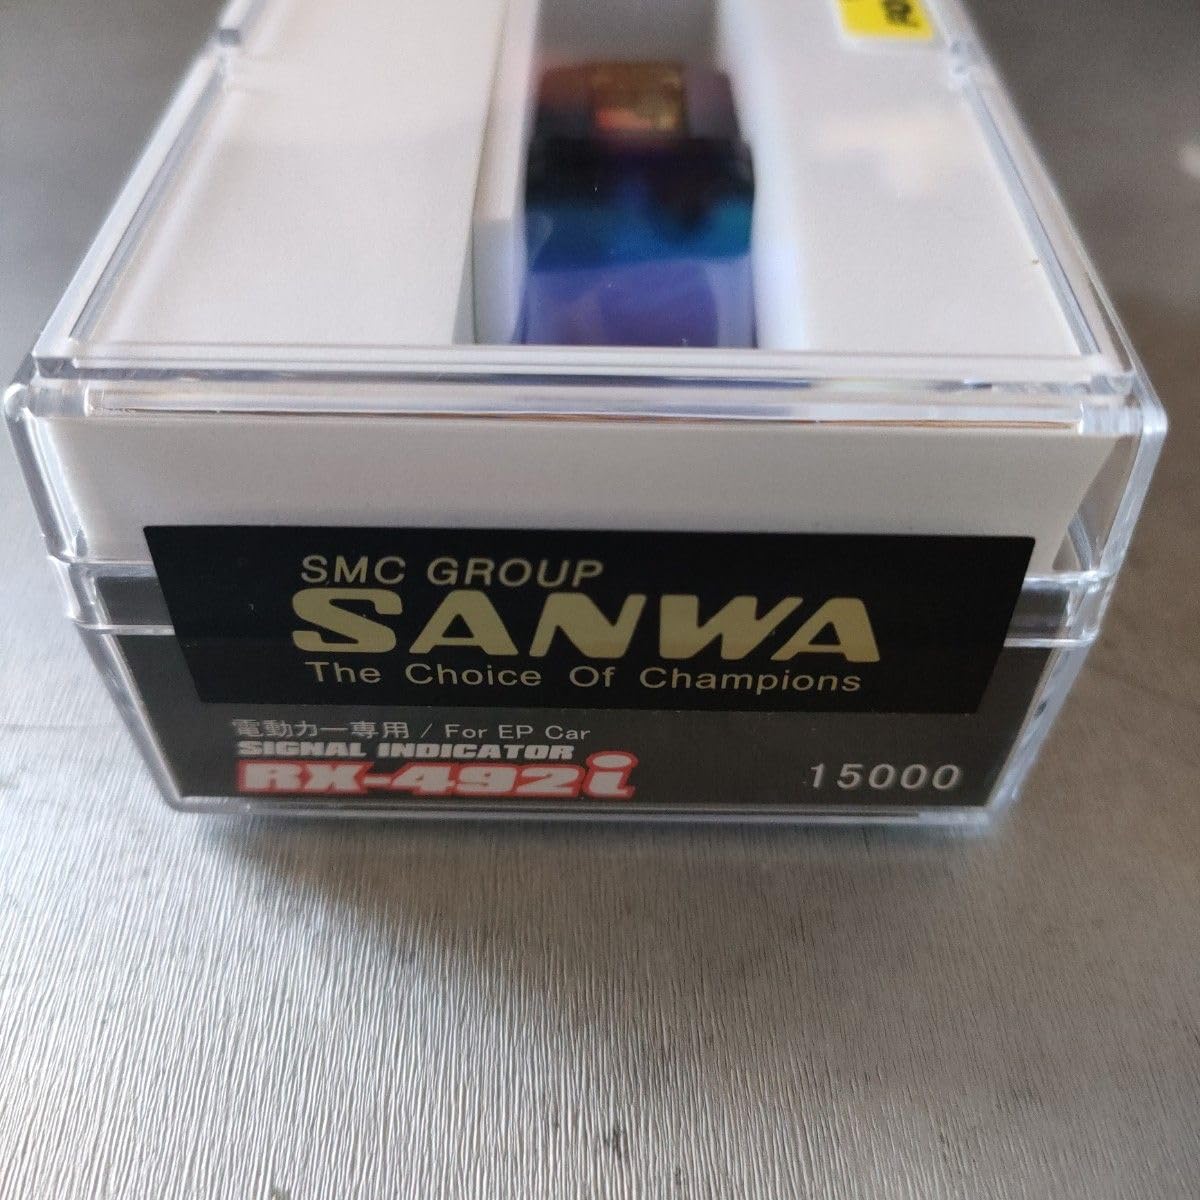 SMC GROUP
SANWA
The Choice Of Champions
電動カー専用 / For EP Car
SIGNAL INDICATOR
RX-492i
15000